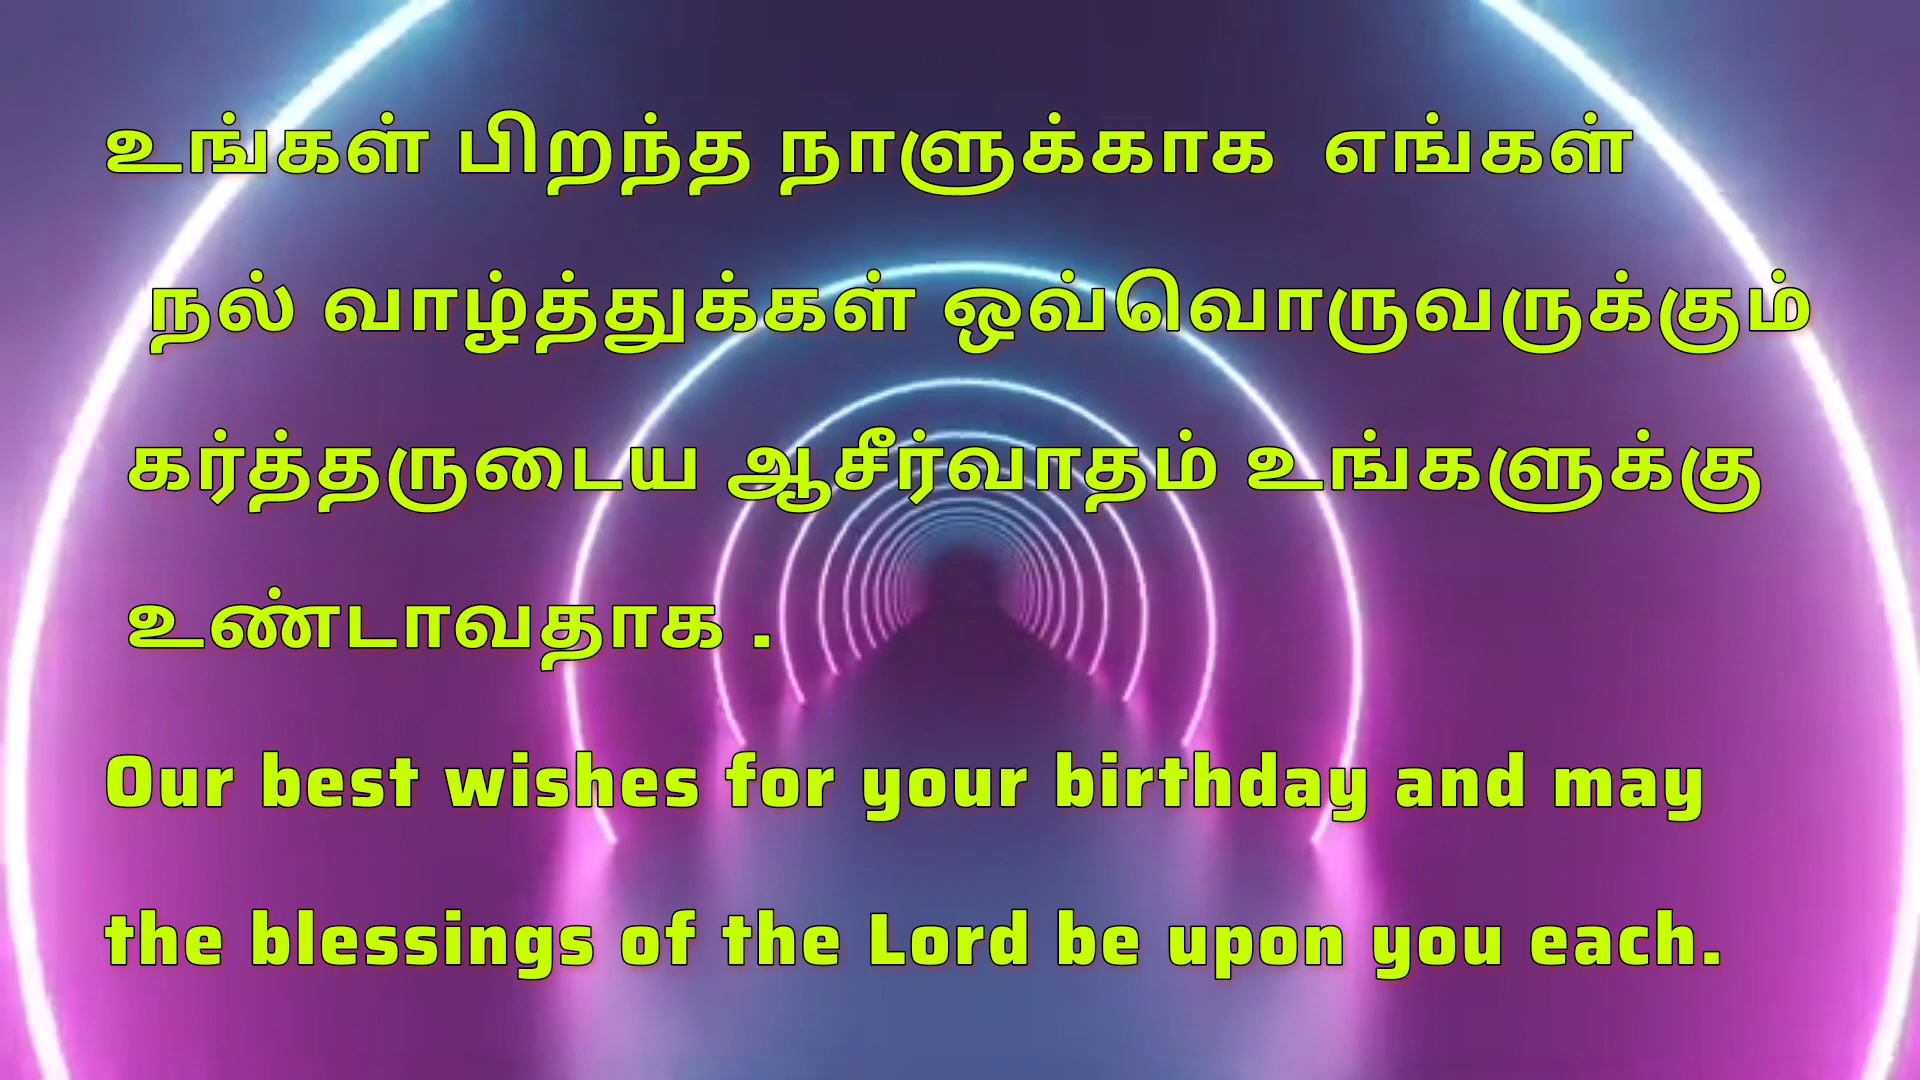 உங்கள் பிறந்த நாளுக்காக எங்கள்
நல் வாழ்த்துக்கள் ஒவ்வொருவருக்கும்
கர்த்தருடைய ஆசீர்வாதம் உங்களுக்கு
உண்டாவதாக .
Our best wishes for your birthday and may
the blessings of the Lord be upon you each.